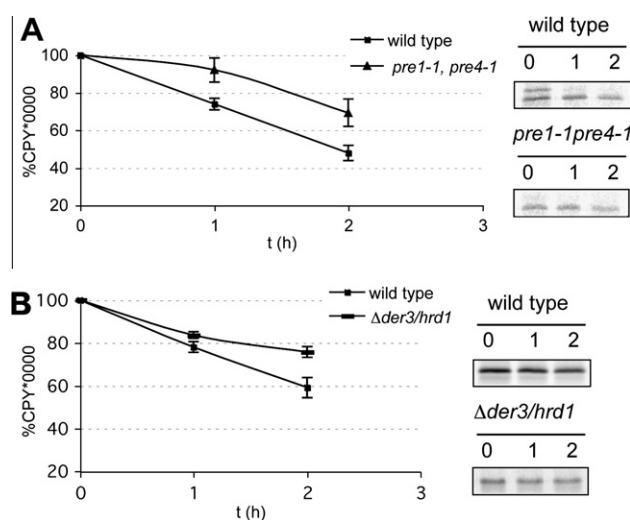 A
100
80
60
40
20
%CPY*0000
0
1
2
3
t (h)
wild type
pre1-1, pre4-1
wild type
0 1 2
pre1-1pre4-1
0 1 2
B
100
80
60
40
20
%CPY*0000
0
1
2
3
t (h)
wild type
Δder3/hrd1
wild type
0 1 2
Δder3/hrd1
0 1 2